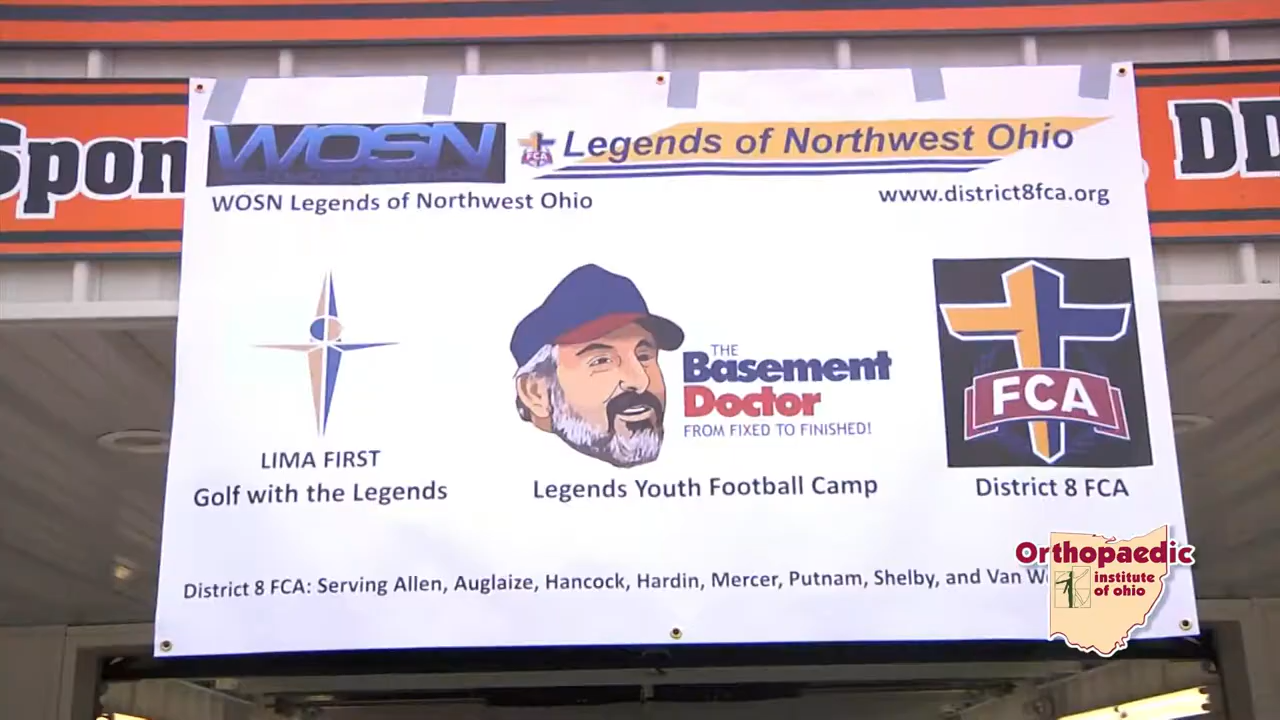 Spon
DD
WOSN
FCA
Legends of Northwest Ohio
WOSN Legends of Northwest Ohio
www.district8fca.org
THE
Basement
Doctor
FROM FIXED TO FINISHED!
FCA
LIMA FIRST
Golf with the Legends
Legends Youth Football Camp
District 8 FCA
District 8 FCA: Serving Allen, Auglaize, Hancock, Hardin, Mercer, Putnam, Shelby, and Van W
Orthopaedic
institute
of ohio